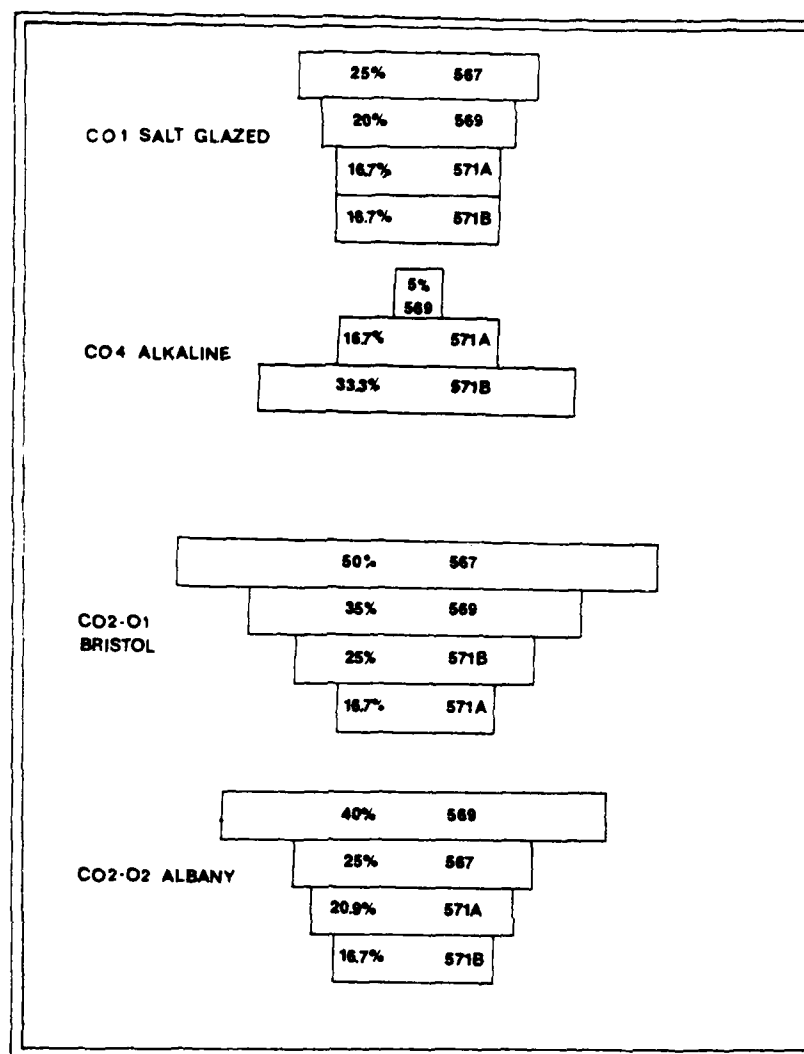 25% 567
CO1 SALT GLAZED
20% 569
16.7% 571A
16.7% 571B
5%
569
CO4 ALKALINE
16.7% 571A
33.3% 571B
50% 567
CO2-O1
BRISTOL
35% 569
25% 571B
16.7% 571A
40% 569
CO2-O2 ALBANY
25% 567
20.9% 571A
16.7% 571B